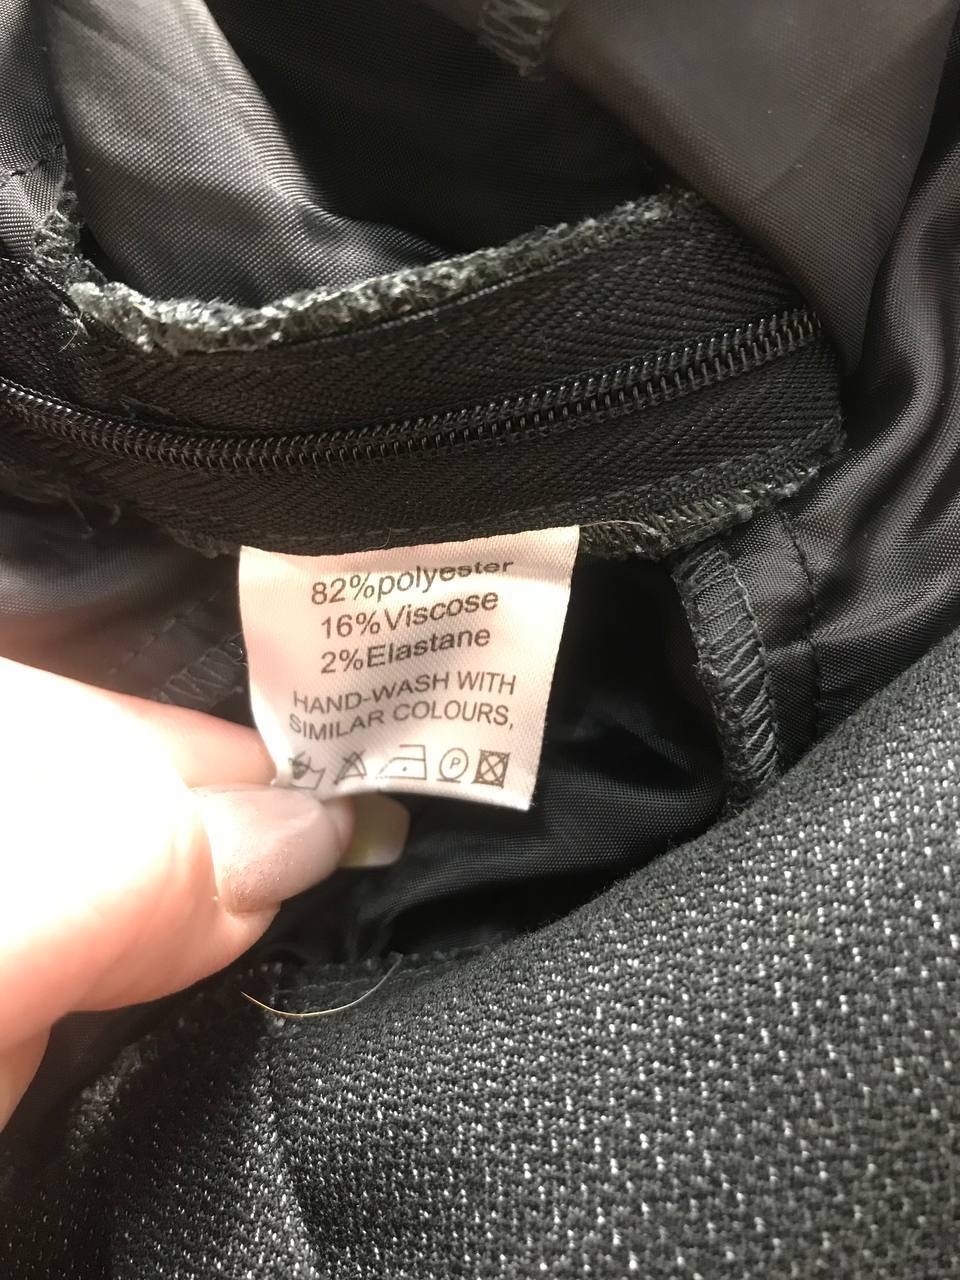 82%polyester
16%Viscose
2%Elastane
HAND-WASH WITH
SIMILAR COLOURS,
P